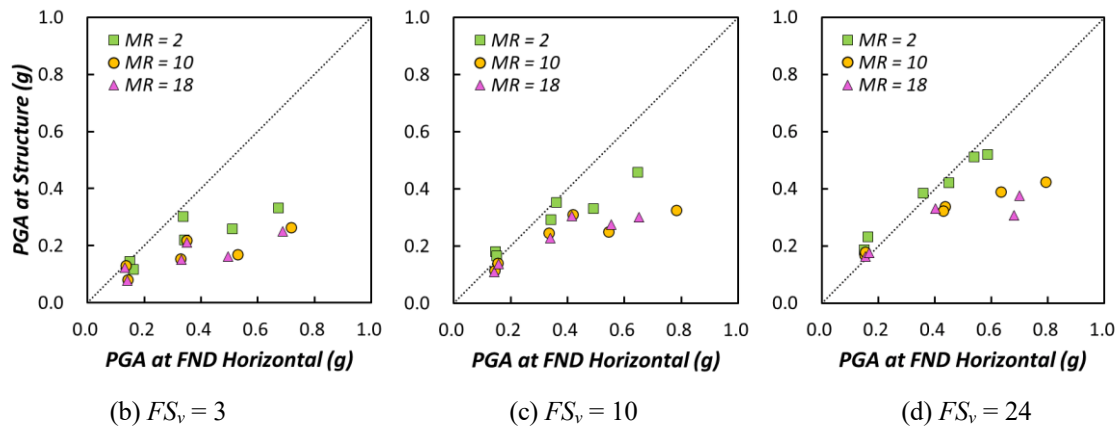 PGA at Structure (g)
1.0
0.8
0.6
0.4
0.2
0.0
MR = 2
MR = 10
MR = 18
0.0 0.2 0.4 0.6 0.8 1.0
PGA at FND Horizontal (g)
(b) FSv = 3
1.0
0.8
0.6
0.4
0.2
0.0
MR = 2
MR = 10
MR = 18
0.0 0.2 0.4 0.6 0.8 1.0
PGA at FND Horizontal (g)
(c) FSv = 10
1.0
0.8
0.6
0.4
0.2
0.0
MR = 2
MR = 10
MR = 18
0.0 0.2 0.4 0.6 0.8 1.0
PGA at FND Horizontal (g)
(d) FSv = 24